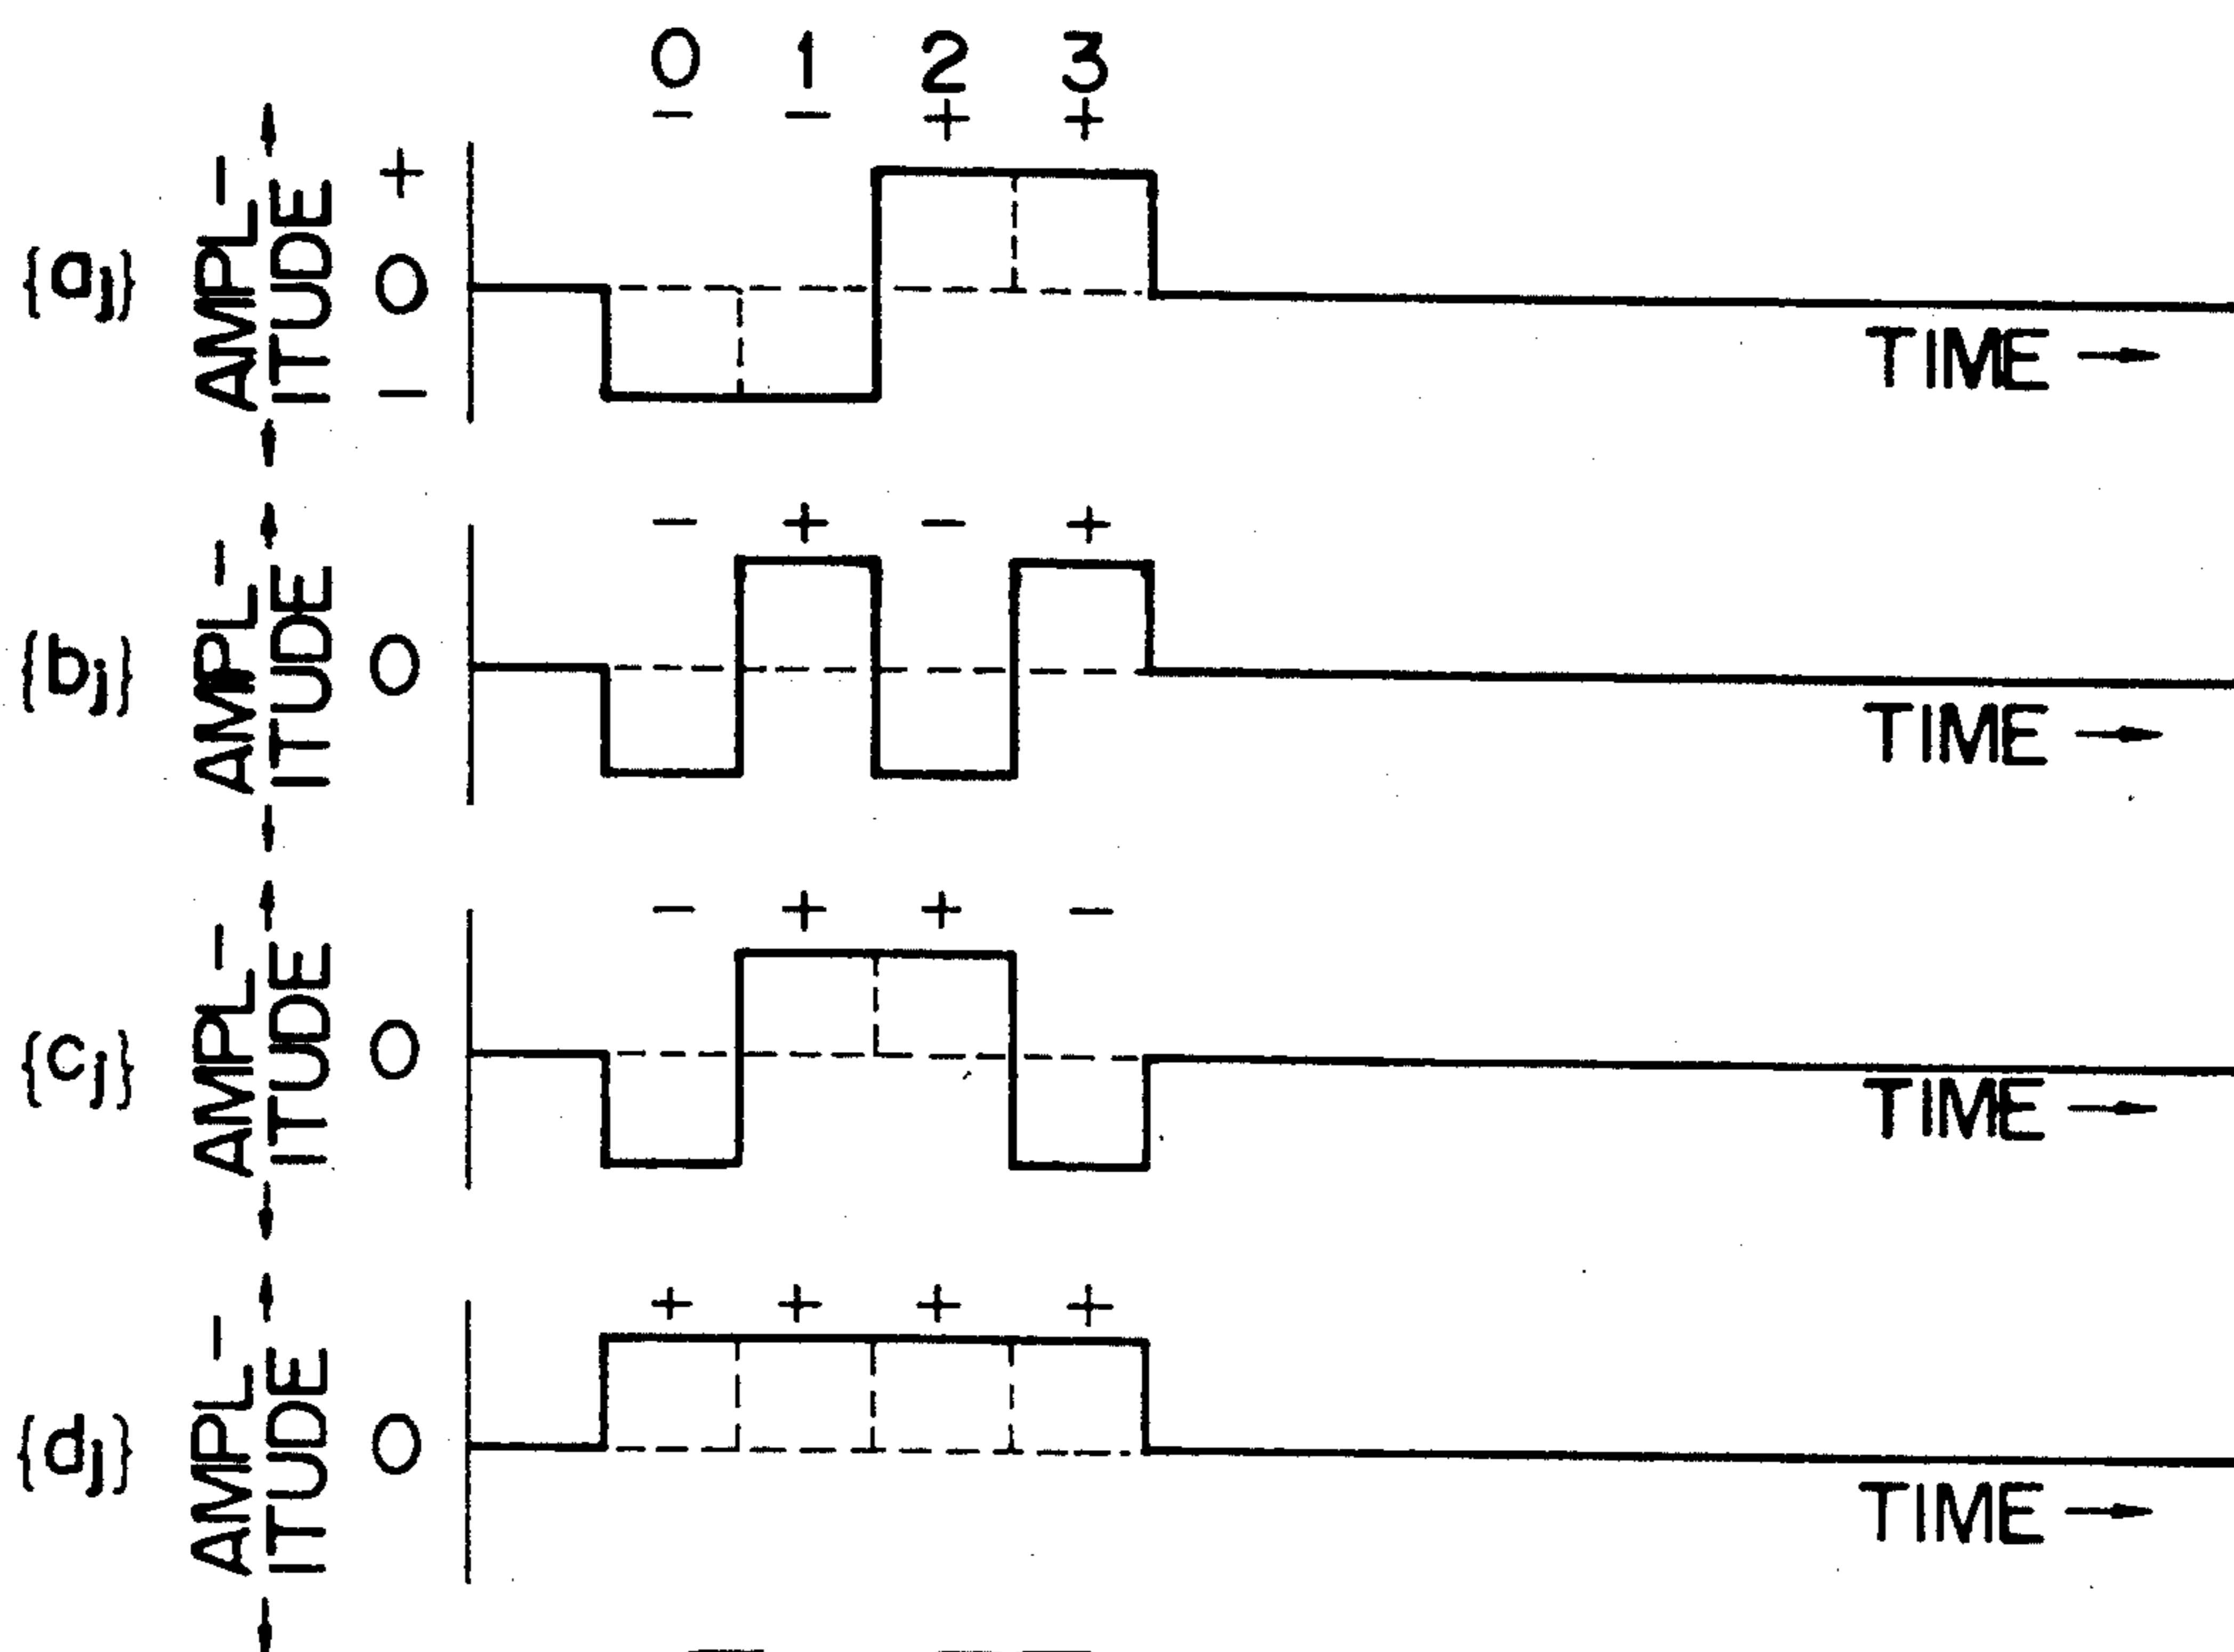 0 1 2 3
- - + +
{aj}
AMPL-
ITUDE
+
0
-
TIME →
- + - +
{bj}
AMPL-
ITUDE
0
TIME →
- + + -
{cj}
AMPL-
ITUDE
0
TIME →
+ + + +
{dj}
AMPL-
ITUDE
0
TIME →